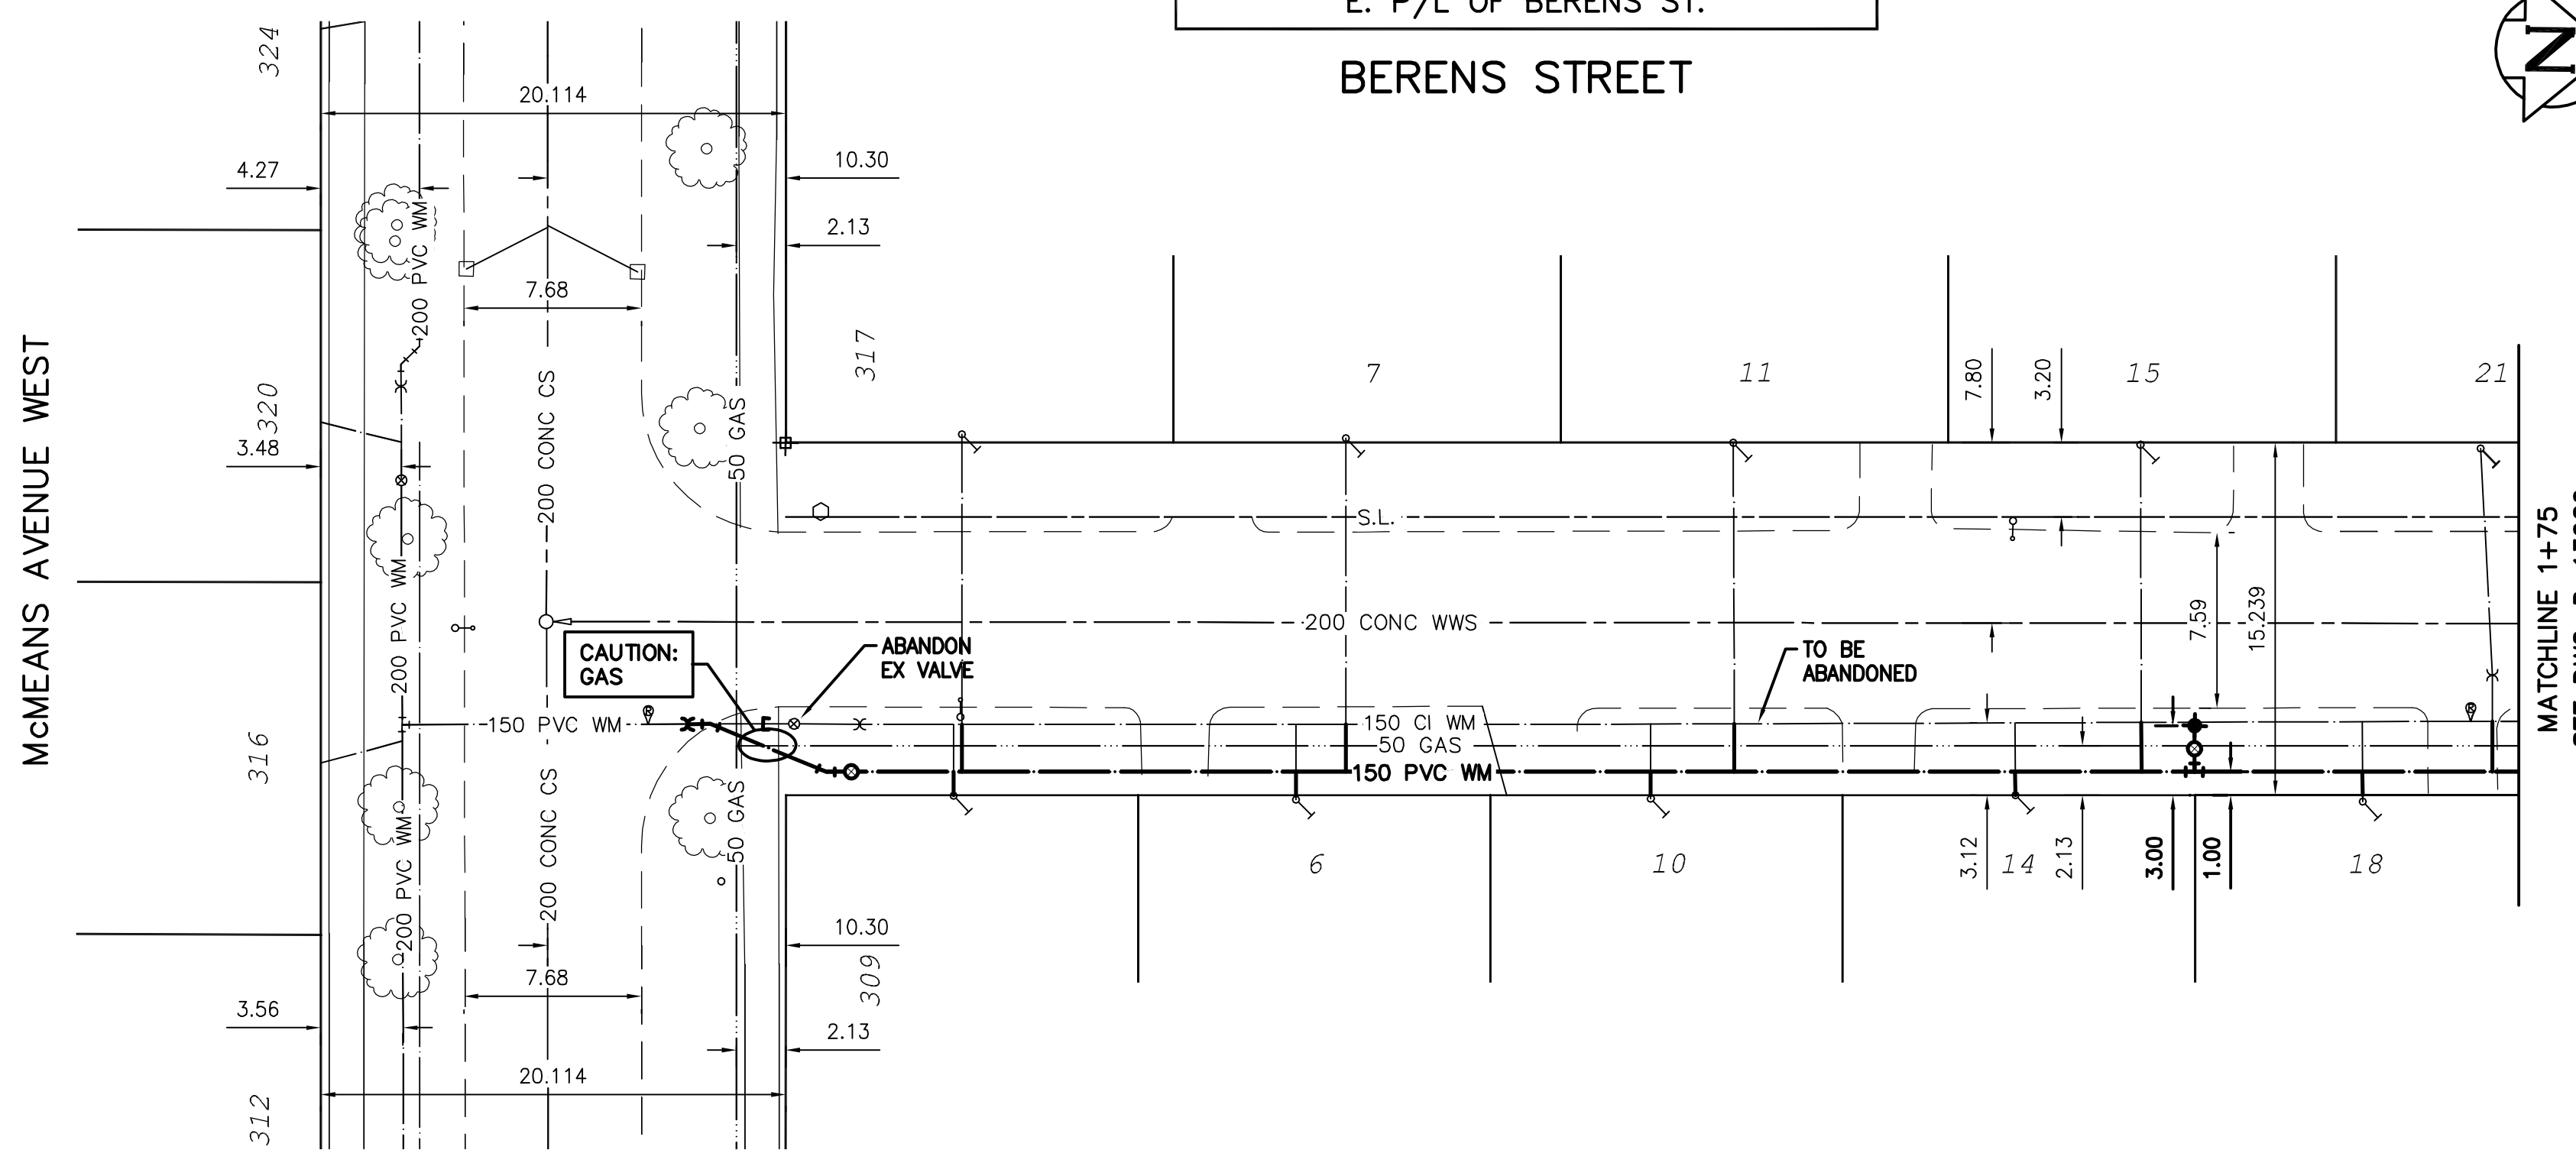 E. P/L OF BERENS ST.
BERENS STREET
N
324
20.114
4.27
10.30
200 PVC WM
2.13
7.68
McMEANS AVENUE WEST
320
317
7
11
7.80
3.20
15
21
3.48
200 CONC CS
50 GAS
S.L.
MATCHLINE 1+75
200 PVC WM
200 CONC WWS
7.59
15.239
CAUTION:
GAS
ABANDON
EX VALVE
TO BE
ABANDONED
150 PVC WM
E
150 CI WM
50 GAS
150 PVC WM
316
200 PVC WM
200 CONC CS
50 GAS
6
10
3.12
14
2.13
3.00
1.00
18
10.30
309
7.68
3.56
2.13
20.114
312